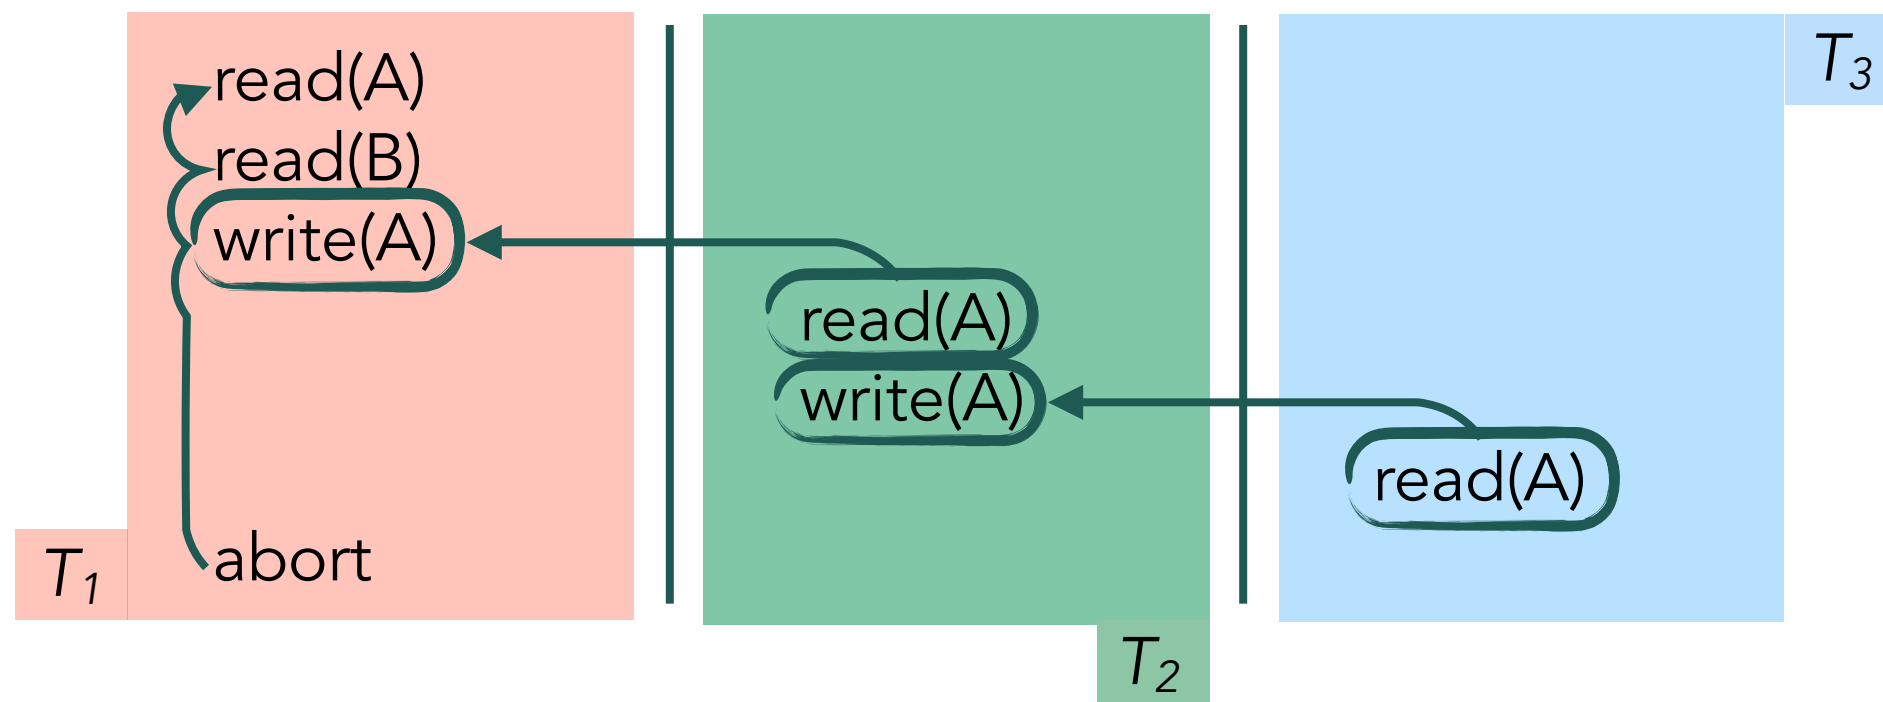 read(A)
read(B)
write(A)
abort
T1
read(A)
write(A)
T2
read(A)
T3